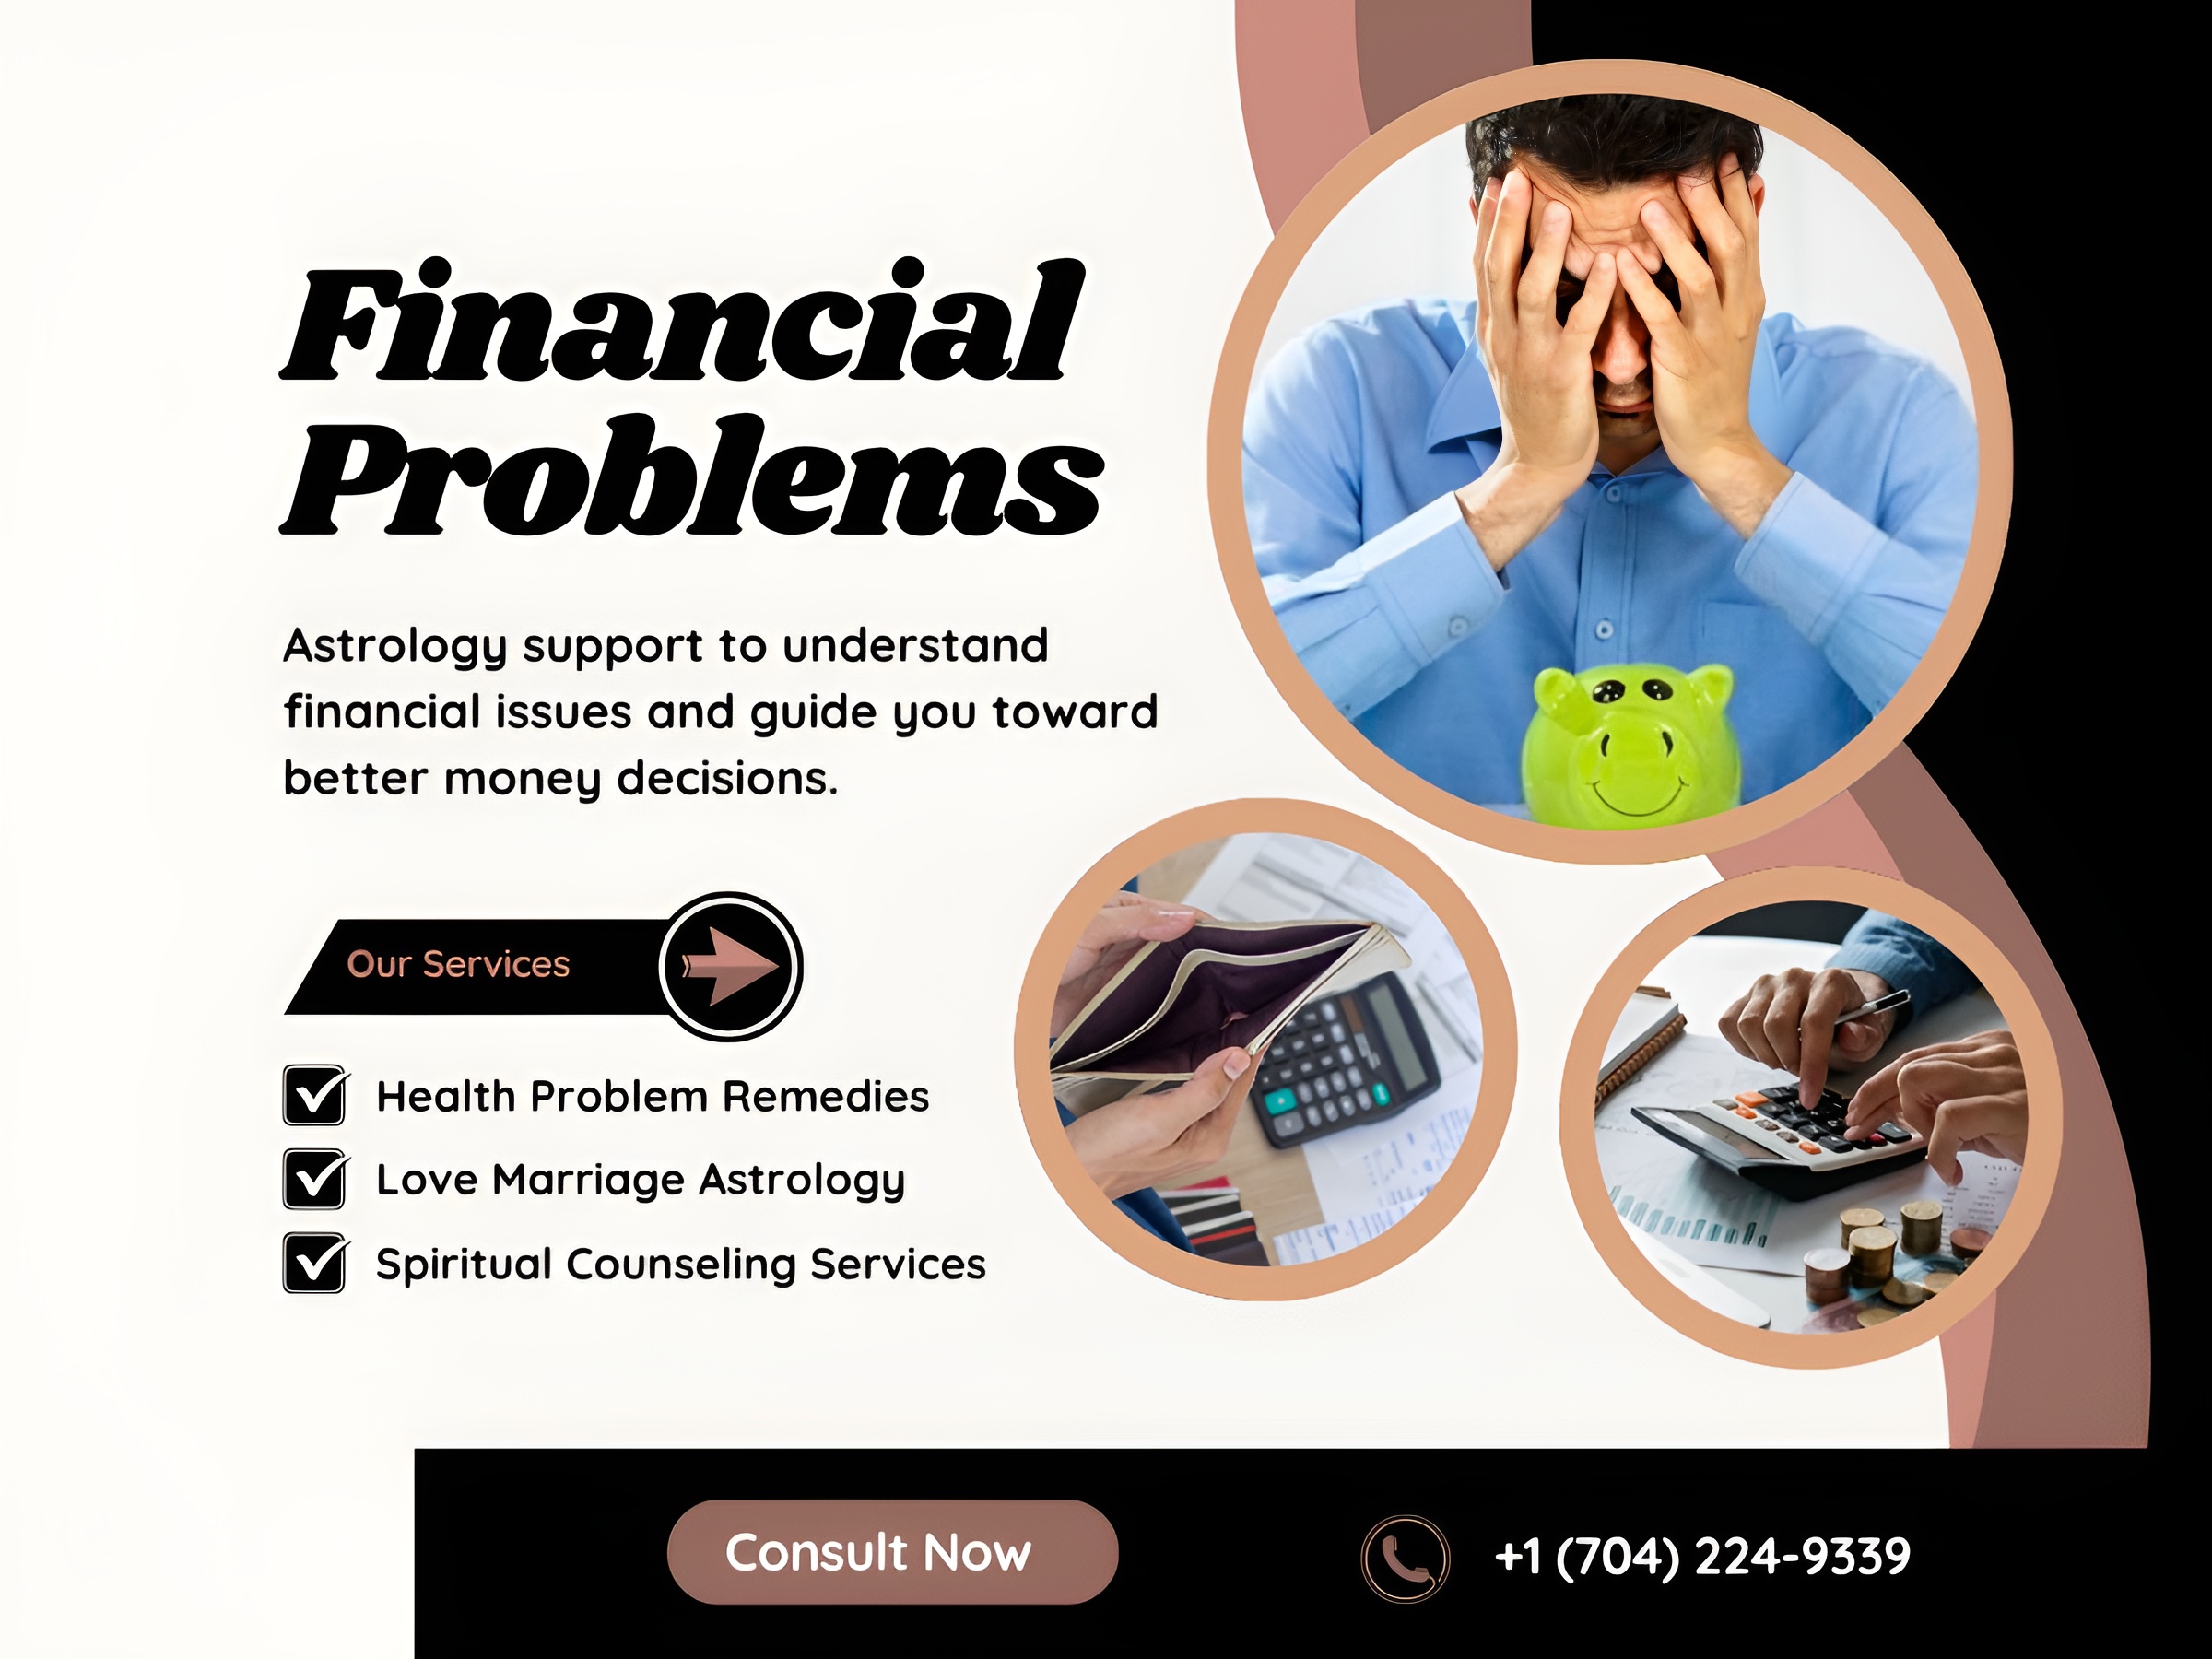 Financial
Problems
Astrology support to understand
financial issues and guide you toward
better money decisions.
Our Services
Health Problem Remedies
Love Marriage Astrology
Spiritual Counseling Services
Consult Now
+1 (704) 224-9339